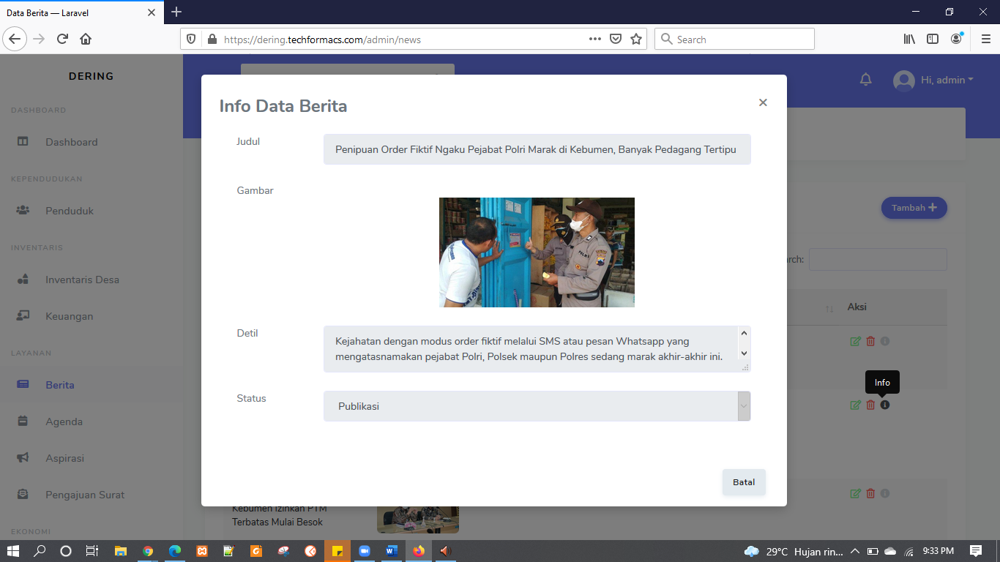 Data Berita — Laravel
https://dering.techformacs.com/admin/news
Search
DERING
Hi, admin
DASHBOARD
Dashboard
KEPENDUDUKAN
Penduduk
INVENTARIS
Inventaris Desa
Keuangan
LAYANAN
Berita
Agenda
Aspirasi
Pengajuan Surat
EKONOMI
Info Data Berita
Judul
Penipuan Order Fiktif Ngaku Pejabat Polri Marak di Kebumen, Banyak Pedagang Tertipu
Gambar
Detil
Kejahatan dengan modus order fiktif melalui SMS atau pesan Whatsapp yang
mengatasnamakan pejabat Polri, Polsek maupun Polres sedang marak akhir-akhir ini.
Status
Publikasi
Batal
Tambah
rch:
Aksi
Info
Kebumen Izinkan PTM
Terbatas Mulai Besok
29°C Hujan rin...
9:33 PM